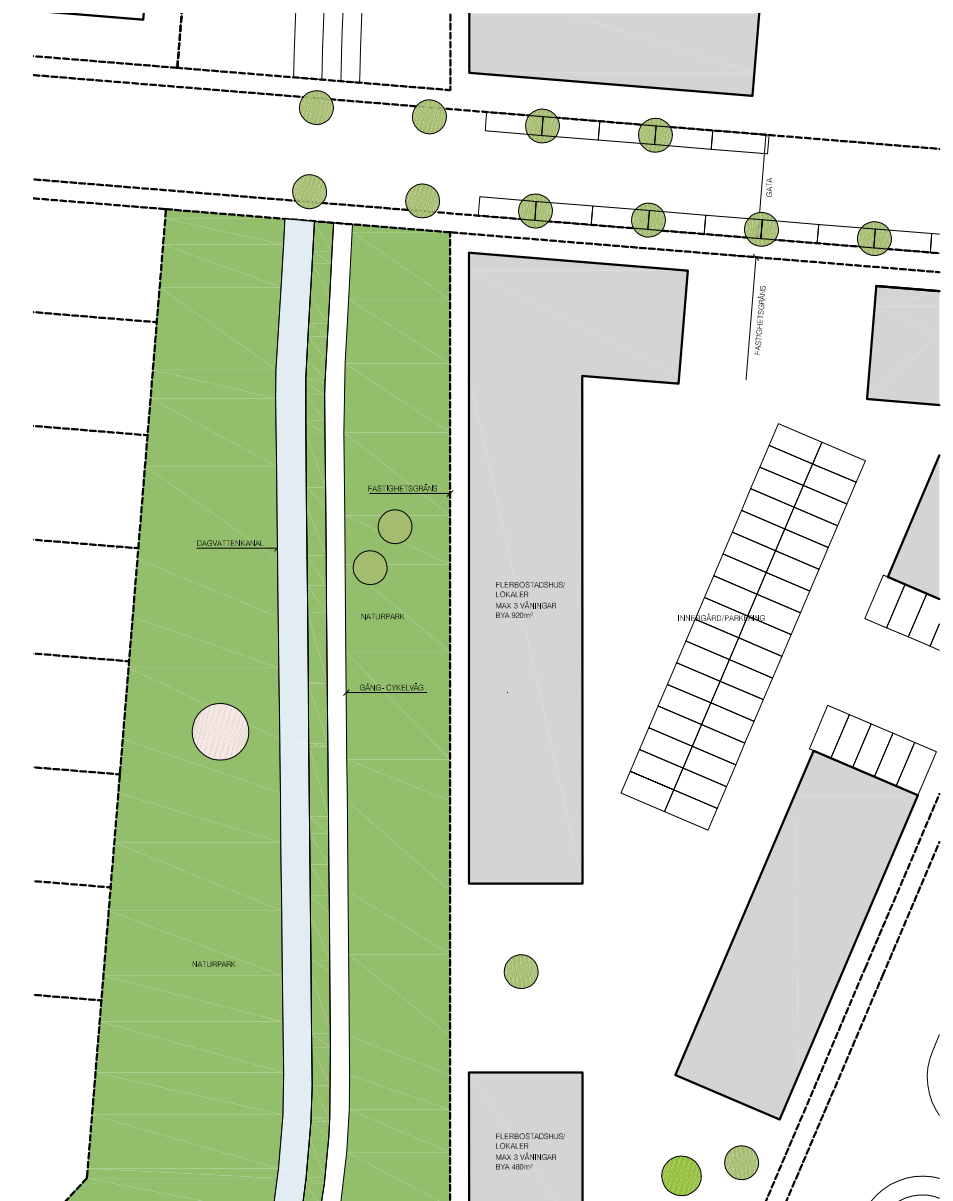 GATA
FASTIGHETSGRÄNS
FASTIGHETSGRÄNS
DAGVATTENKANAL
FLERBOSTADSHUS/
LOKALER
MAX 3 VÅNINGAR
BYA 920m²
NATURPARK
INNERGÅRD/PARKERING
GÅNG- CYKELVÄG
NATURPARK
FLERBOSTADSHUS/
LOKALER
MAX 3 VÅNINGAR
BYA 480m²